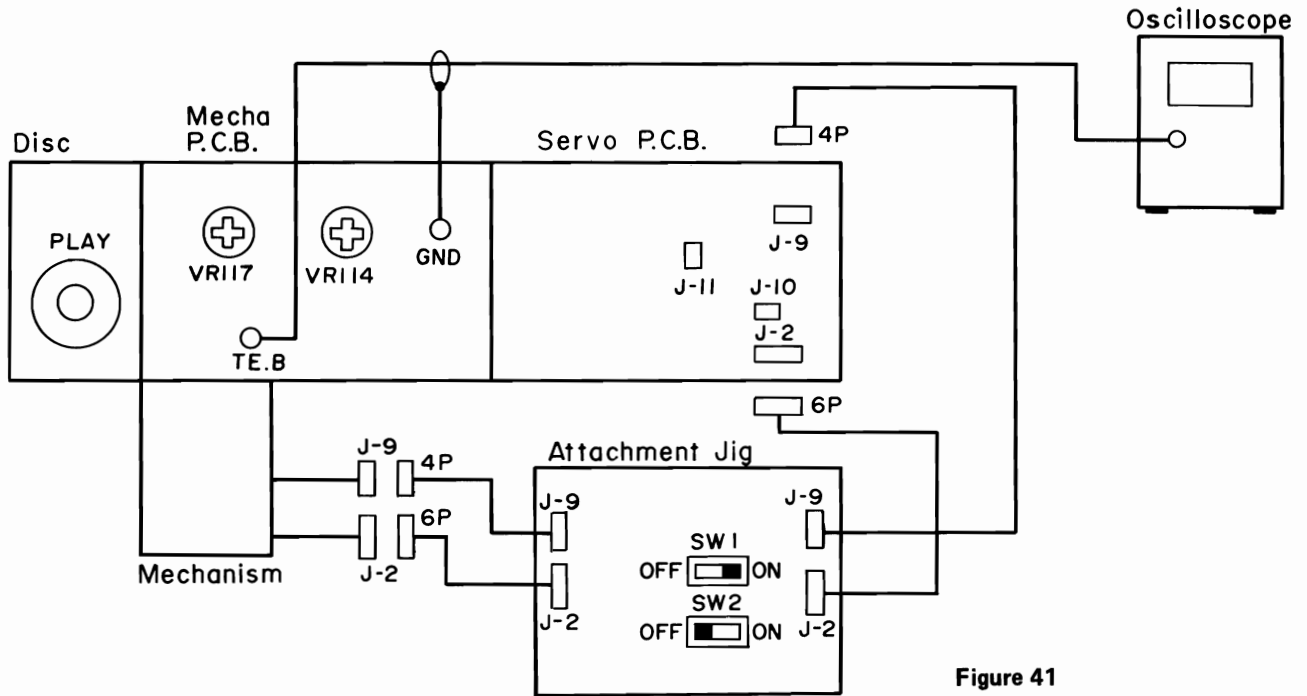 Oscilloscope
Mecha
P.C.B.
Disc
Servo P.C.B.
4P
PLAY
VR117
VR114
GND
J-9
J-11
J-10
J-2
TE.B
6P
J-9
4P
Attachment Jig
6P
J-9
J-9
SW1
OFF
ON
Mechanism
J-2
SW2
J-2
OFF
ON
J-2
Figure 41